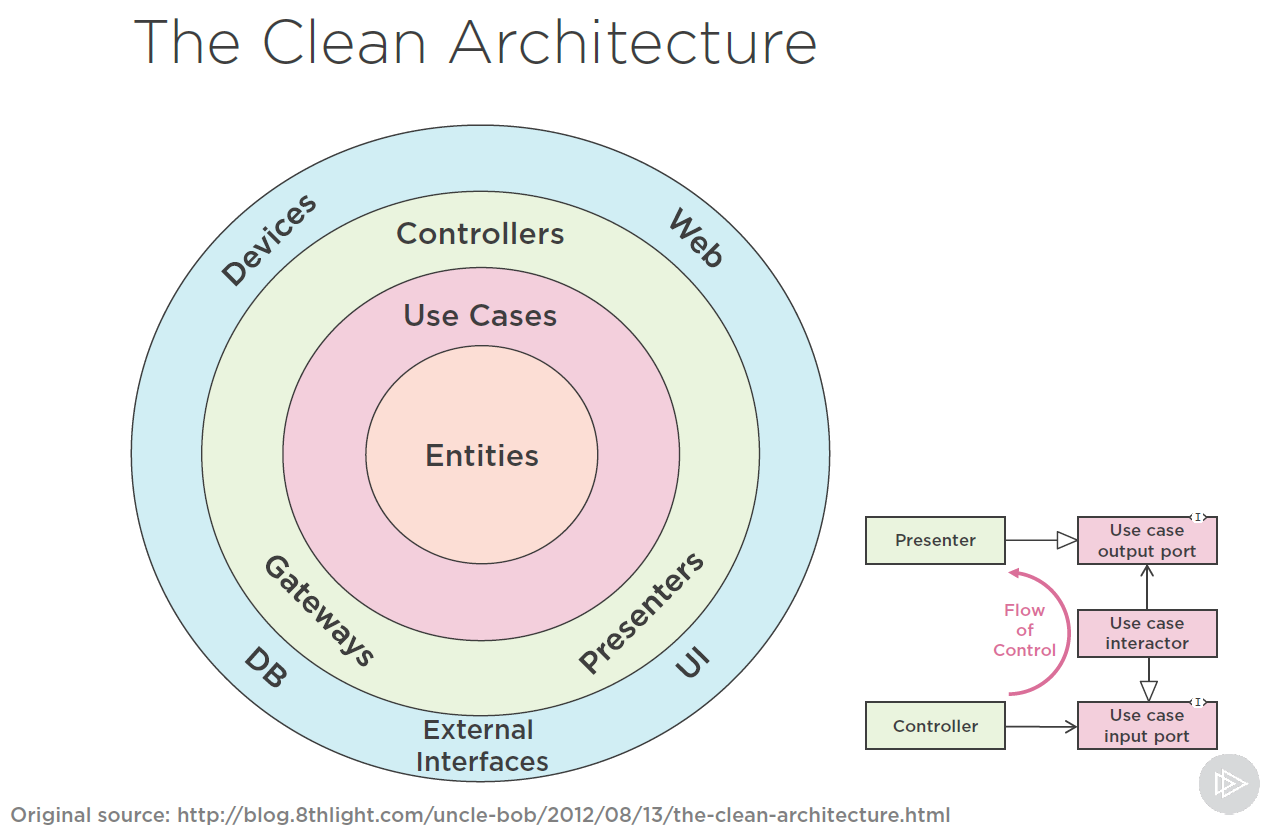 The Clean Architecture
Devices
Web
Controllers
Use Cases
Entities
Gateways
Presenters
DB
UI
External
Interfaces
Presenter
Use case
output port
I
Flow
of
Control
Use case
interactor
Controller
Use case
input port
I
Original source: http://blog.8thlight.com/uncle-bob/2012/08/13/the-clean-architecture.html